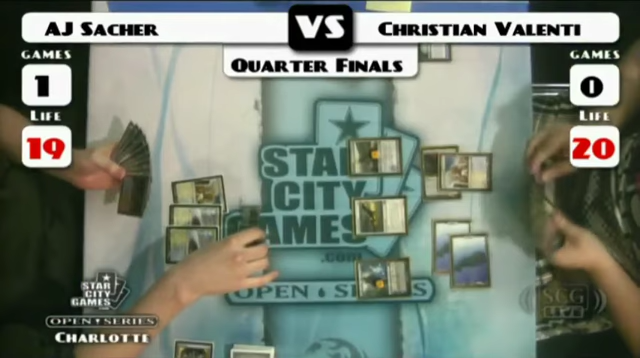 AJ SACHER
VS
CHRISTIAN VALENTI
QUARTER FINALS
GAMES
1
LIFE
19
GAMES
0
LIFE
20
STAR
CITY
GAMES
.com
OPEN SERIES
STAR
CITY
GAMES
OPEN SERIES
CHARLOTTE
SCG
LIVE